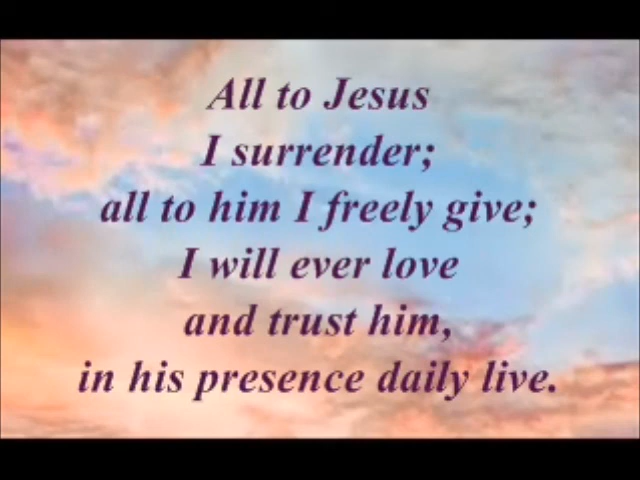 All to Jesus
I surrender;
all to him I freely give;
I will ever love
and trust him,
in his presence daily live.